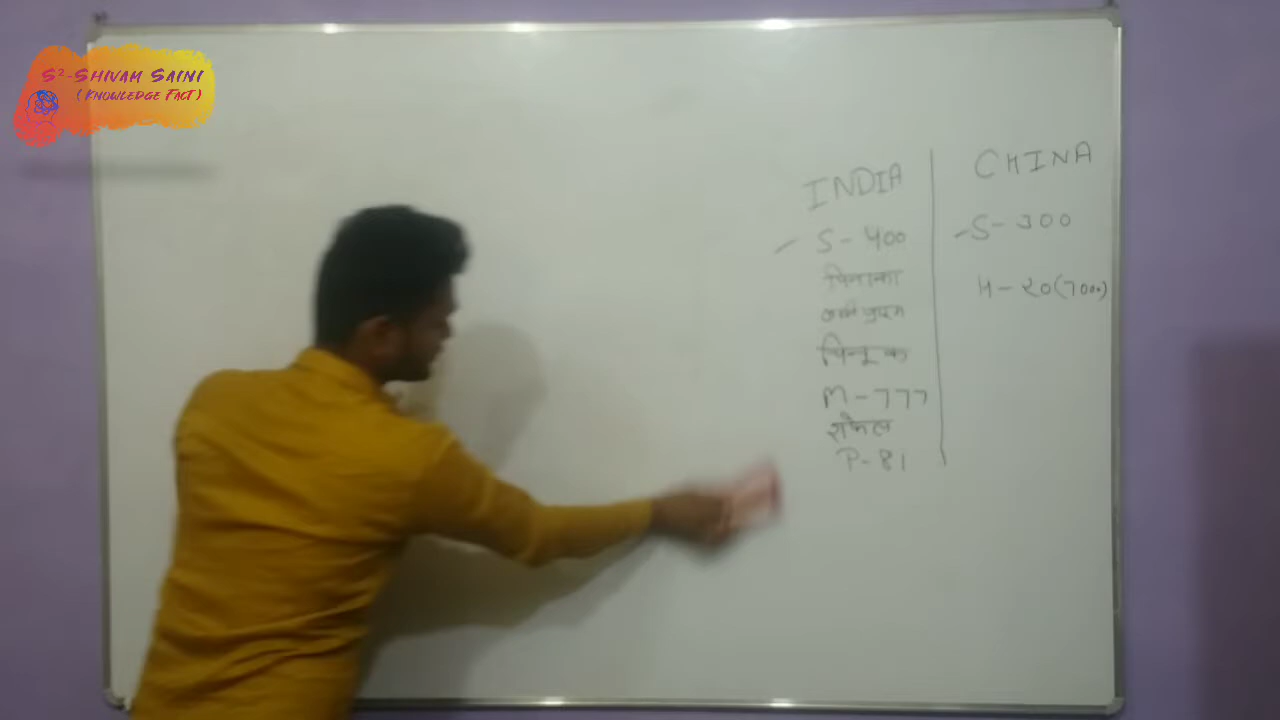 S²-SHIVAM SAINI
(KNOWLEDGE FACT)
INDIA
CHINA
S-400
S-300
पिनाका
H-20(7000)
चिनूक
M-777
राफेल
P-81